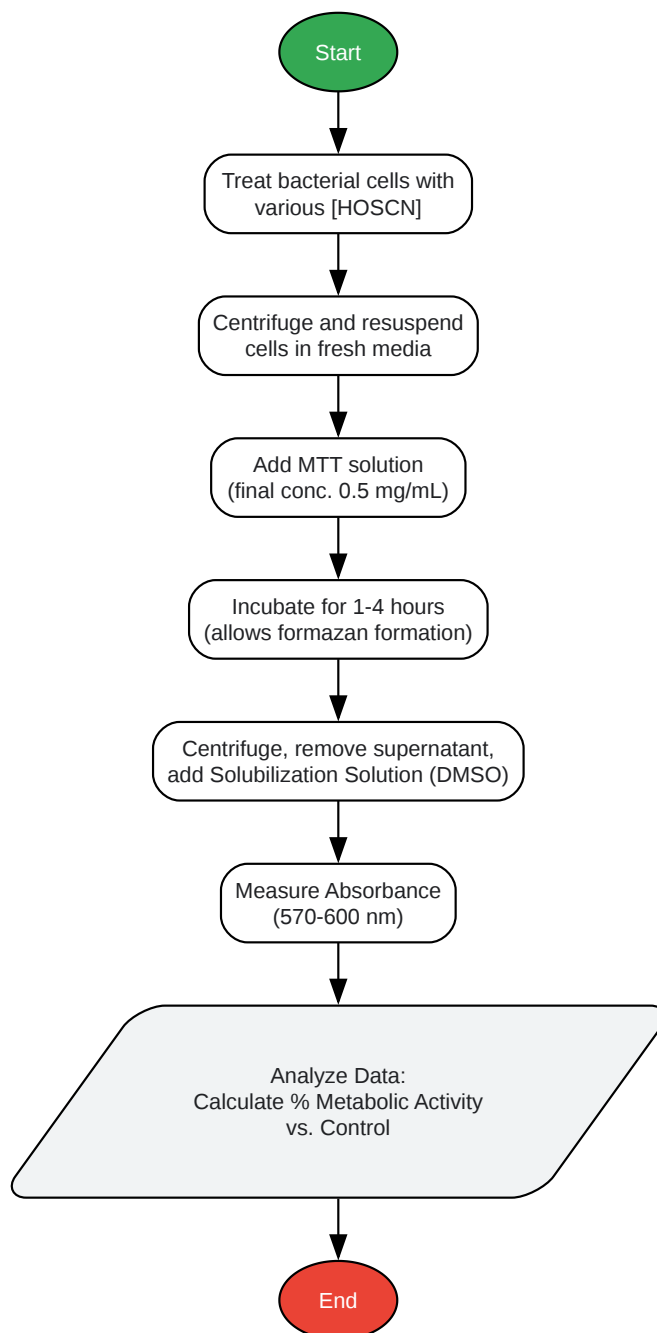 Start
Treat bacterial cells with
various [HOSCN]
Centrifuge and resuspend
cells in fresh media
Add MTT solution
(final conc. 0.5 mg/mL)
Incubate for 1-4 hours
(allows formazan formation)
Centrifuge, remove supernatant,
add Solubilization Solution (DMSO)
Measure Absorbance
(570-600 nm)
Analyze Data:
Calculate % Metabolic Activity
vs. Control
End